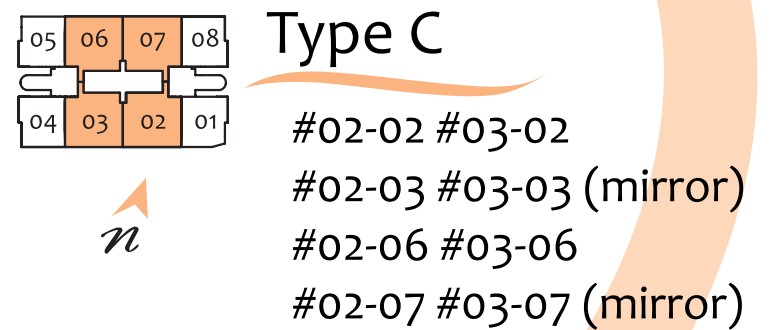 05 06 07 08
04 03 02 01
n
Type C
#02-02 #03-02
#02-03 #03-03 (mirror)
#02-06 #03-06
#02-07 #03-07 (mirror)